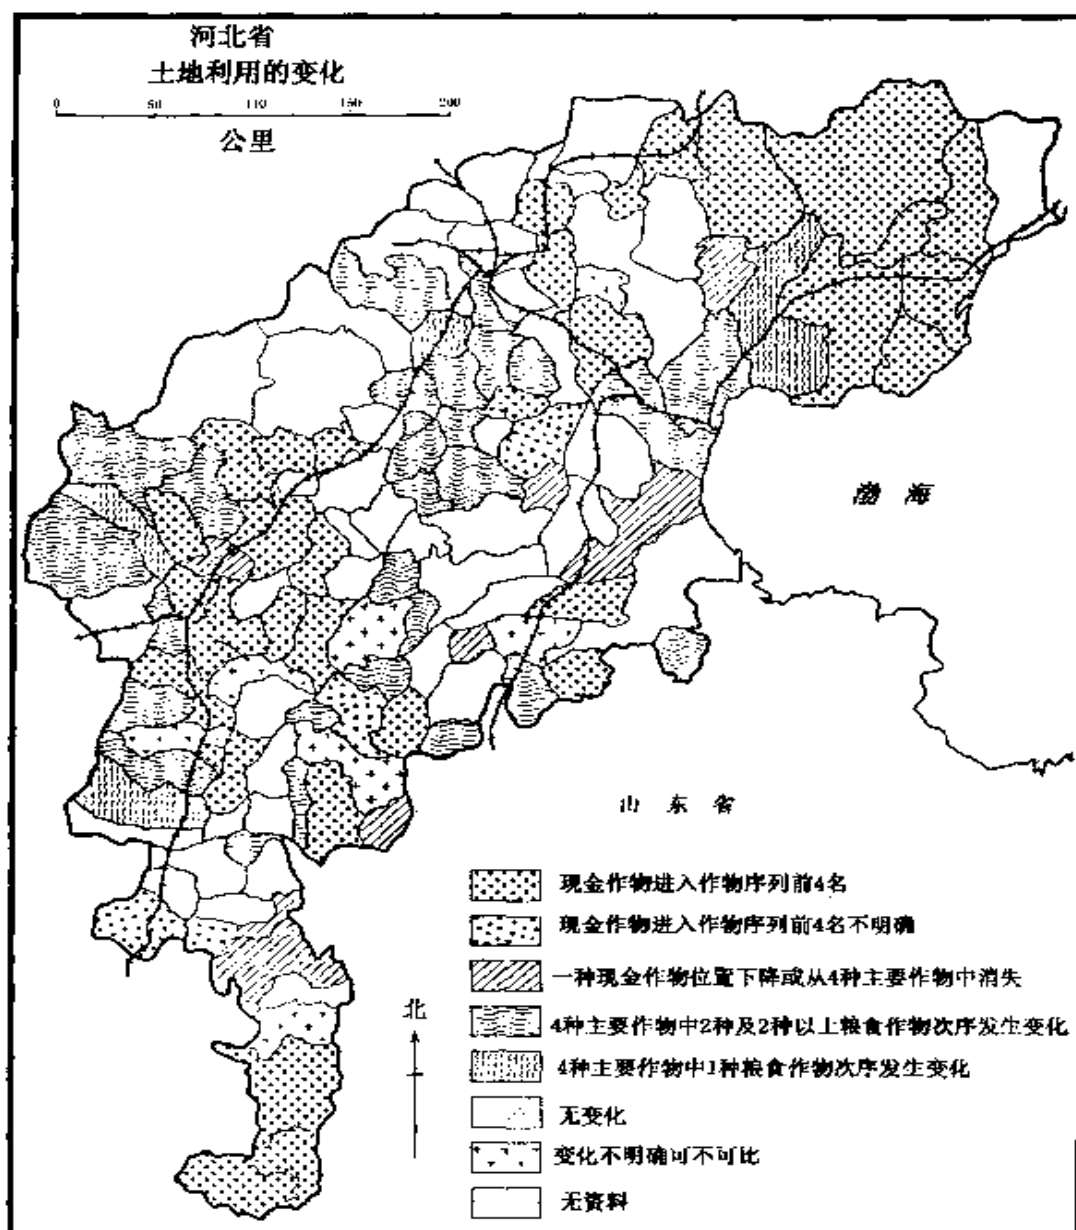 河北省
土地利用的变化
0 50 110 150 200
公里
渤海
山东省
现金作物进入作物序列前4名
现金作物进入作物序列前4名不明确
一种现金作物位置下降或从4种主要作物中消失
北
4种主要作物中2种及2种以上粮食作物次序发生变化
4种主要作物中1种粮食作物次序发生变化
无变化
变化不明确可不可比
无资料